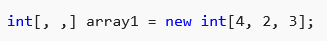 int[, ,] array1 = new int[4, 2, 3];